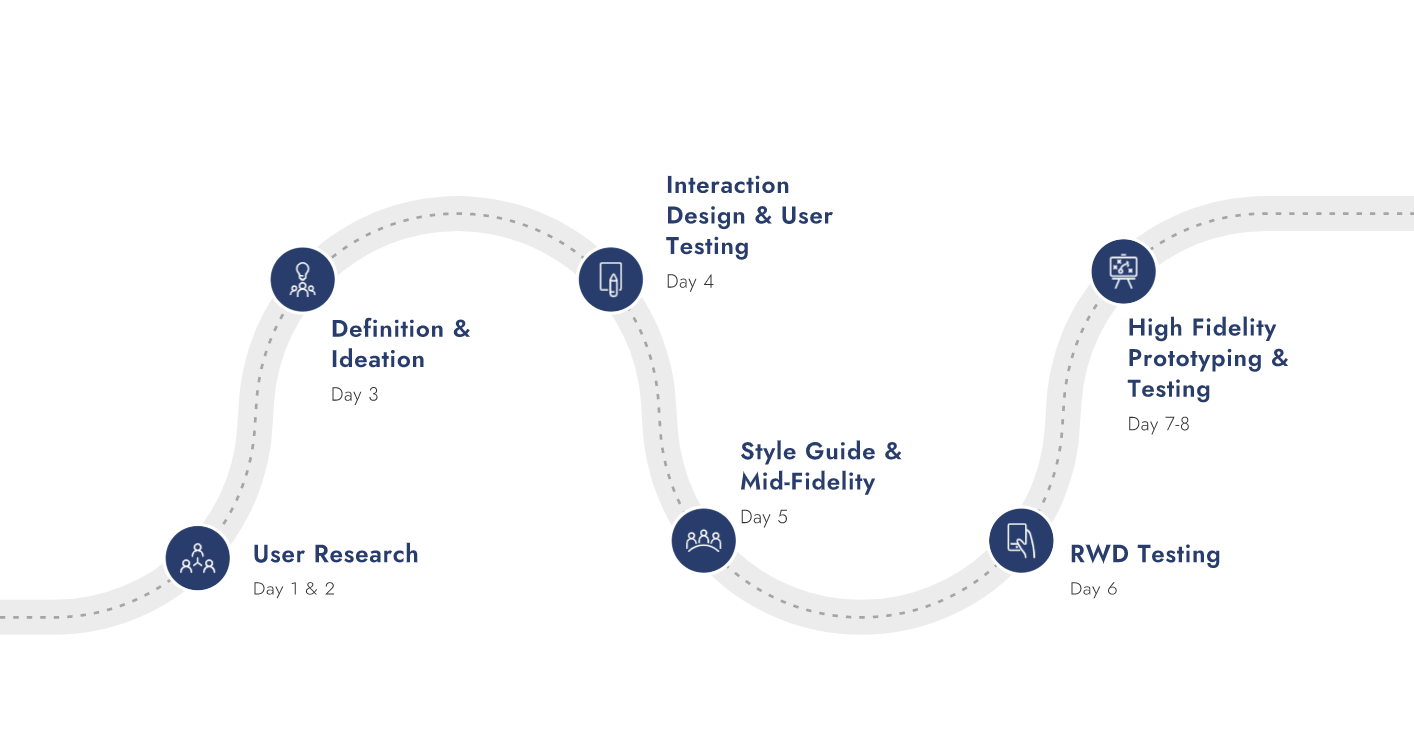 User Research
Day 1 & 2
Definition &
Ideation
Day 3
Interaction
Design & User
Testing
Day 4
Style Guide &
Mid-Fidelity
Day 5
RWD Testing
Day 6
High Fidelity
Prototyping &
Testing
Day 7-8